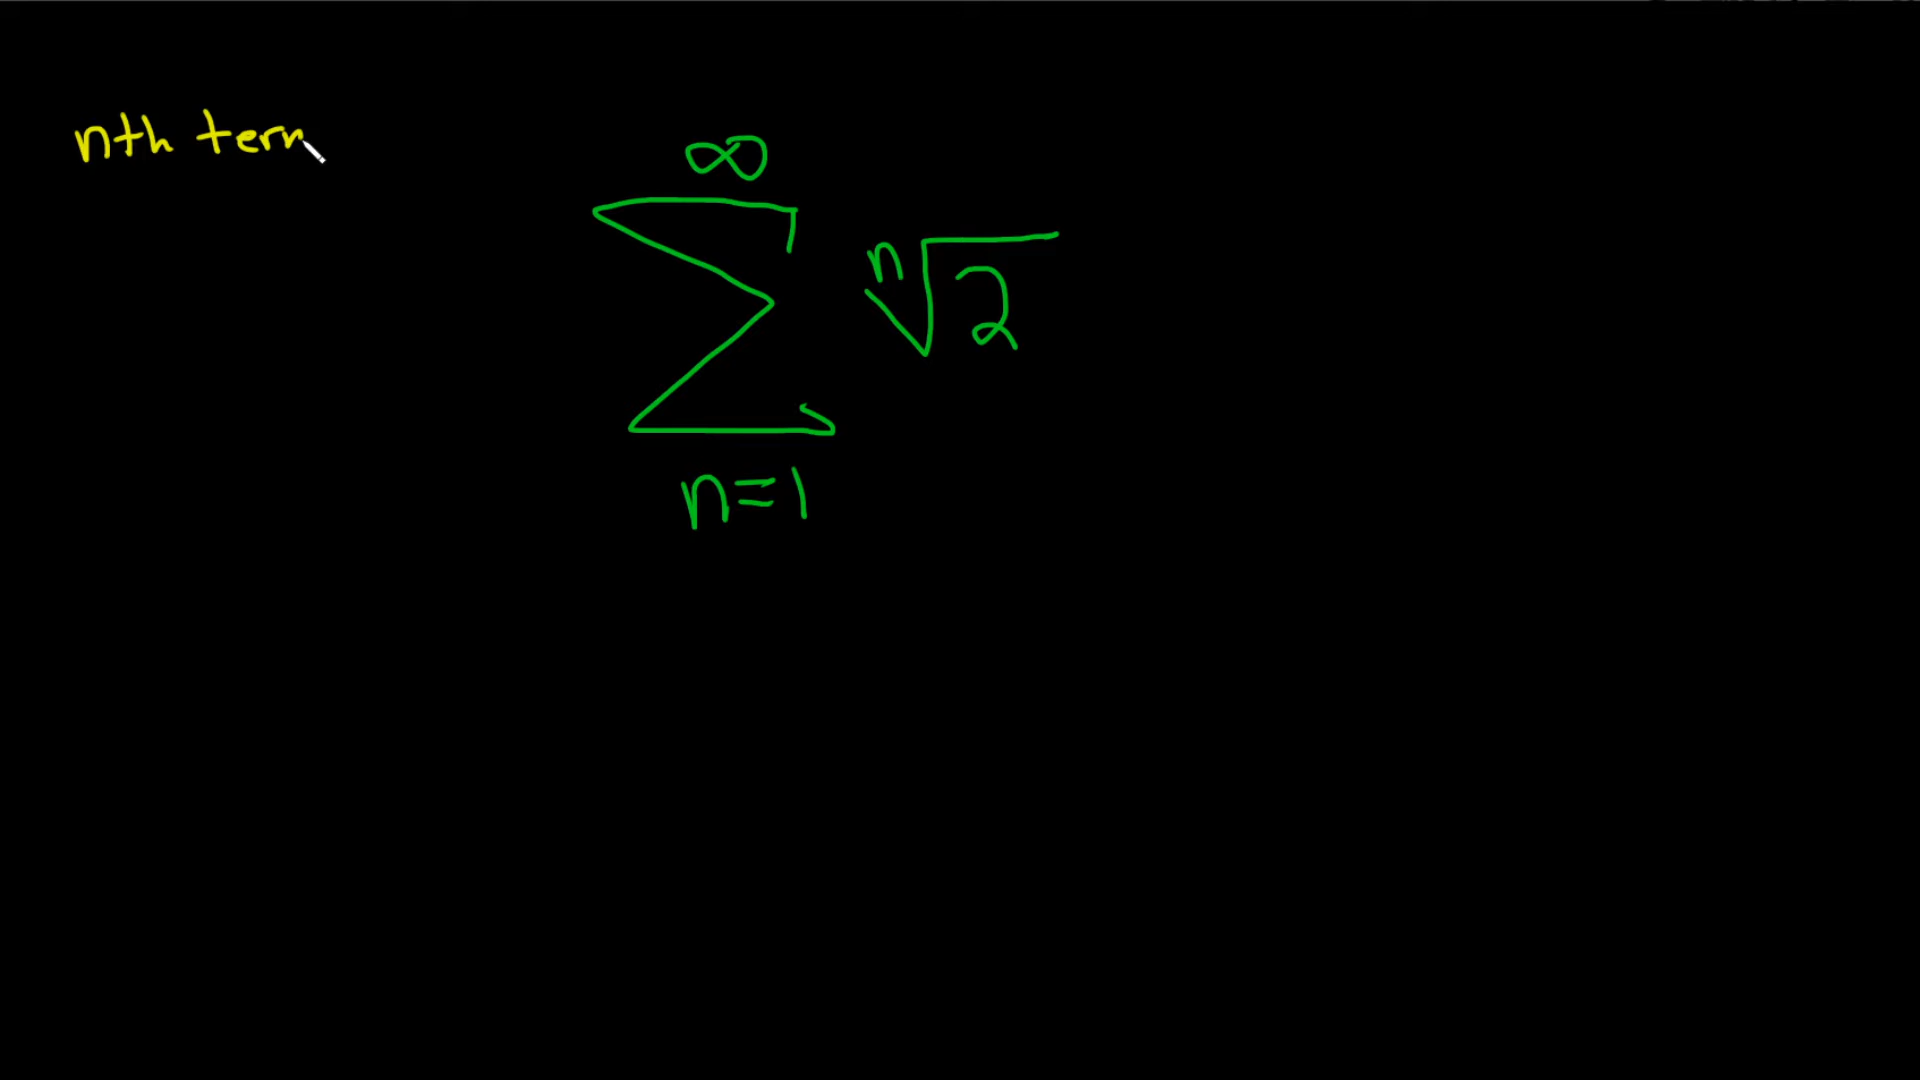 nth term
∞
Σ ⁿ√2
n=1